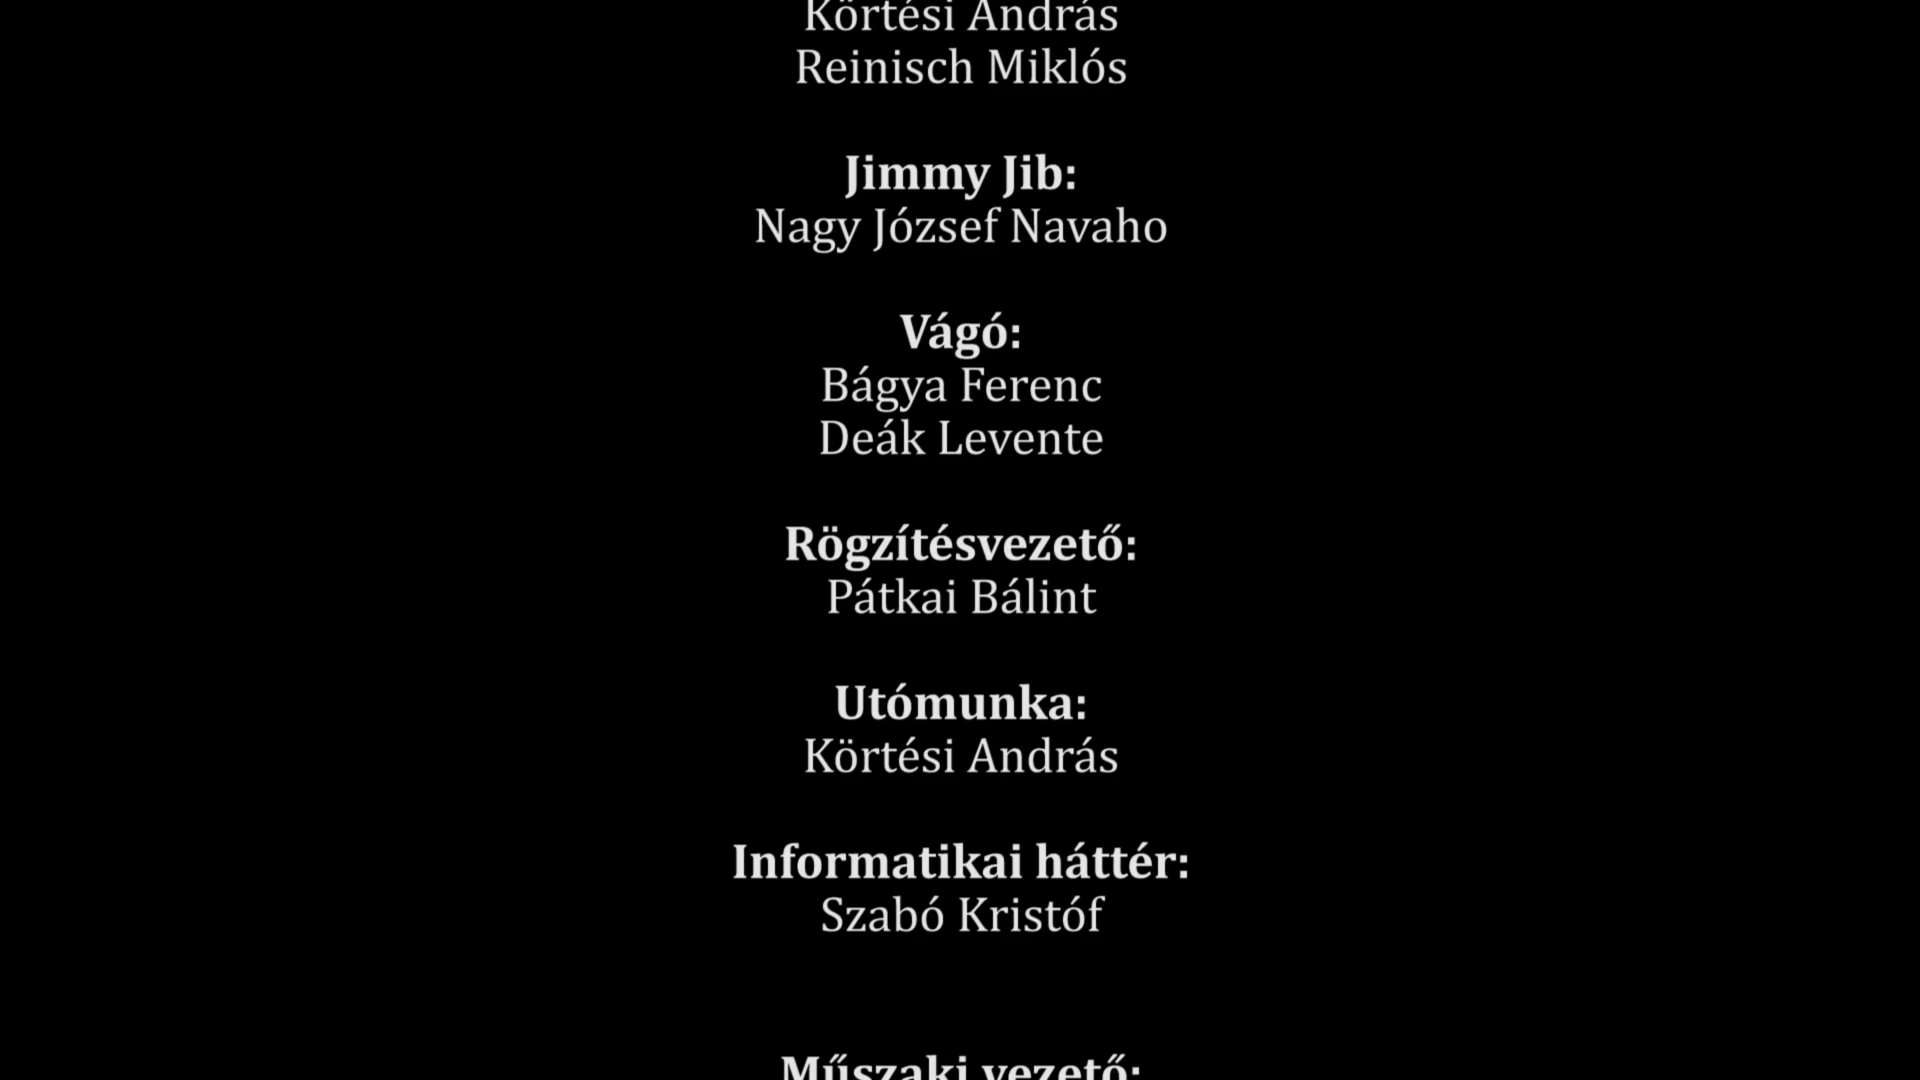 Körtési András
Reinisch Miklós
Jimmy Jib:
Nagy József Navaho
Vágó:
Bágya Ferenc
Deák Levente
Rögzítésvezető:
Pátkai Bálint
Utómunka:
Körtési András
Informatikai háttér:
Szabó Kristóf
Műszaki vezető: